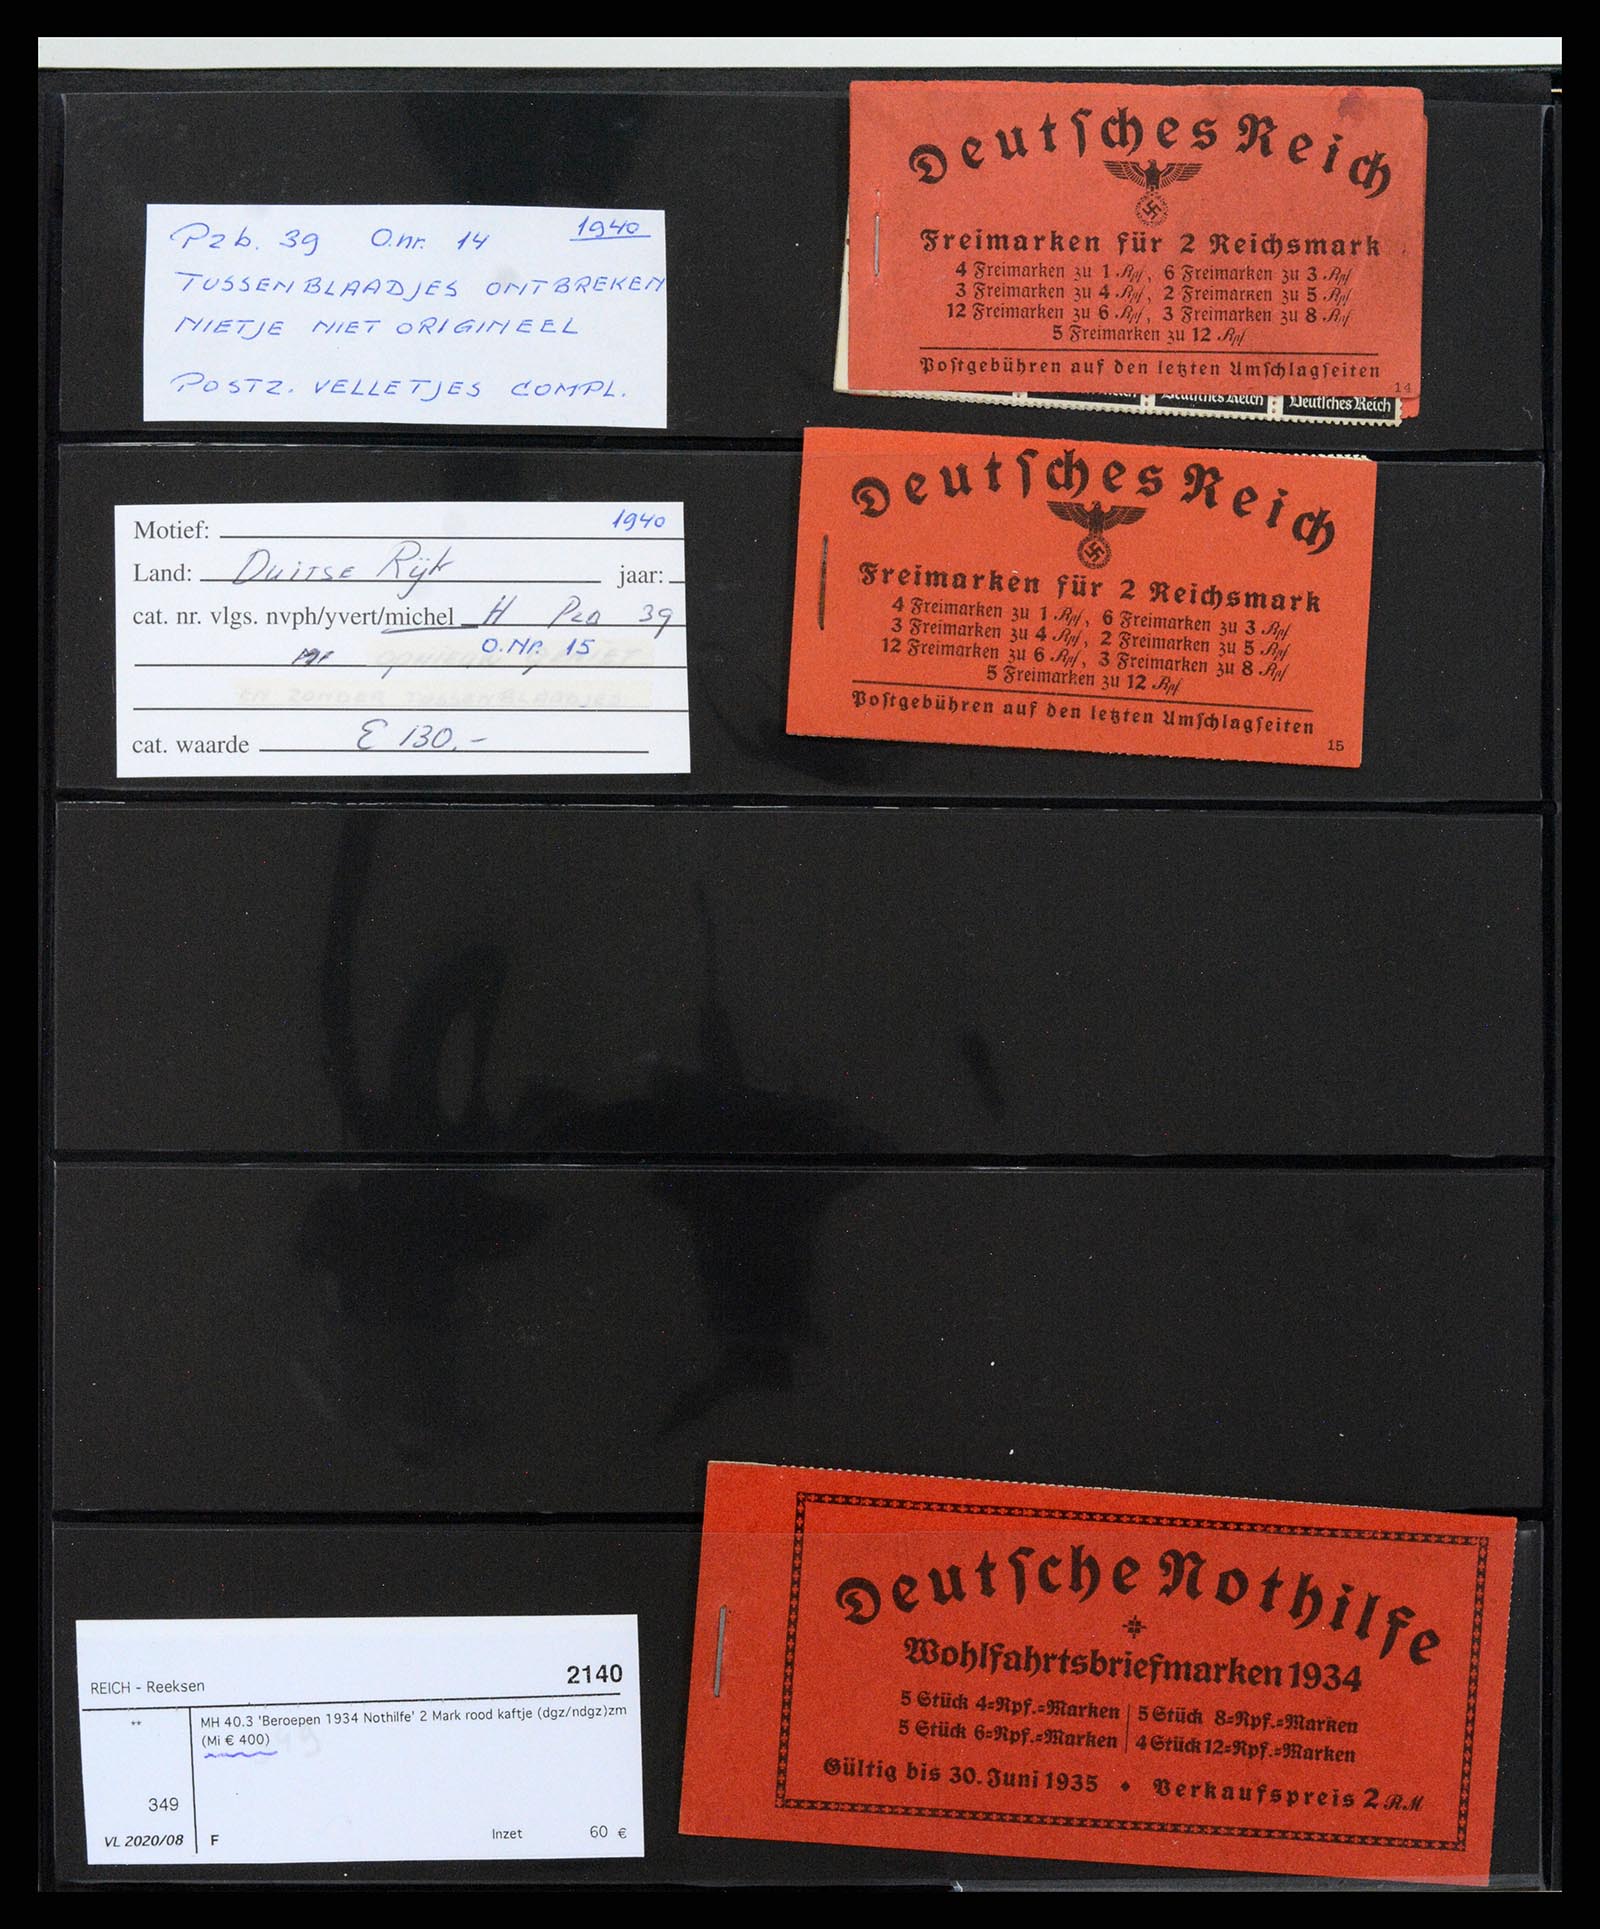 Pzb. 39 O.nr. 14 1940
TUSSENBLAADJES ONTBREKEN
NIETJE NIET ORIGINEEL
POSTZ. VELLETJES COMPL.
Deutsches Reich
Freimarken für 2 Reichsmark
4 Freimarken zu 1 Rpf, 6 Freimarken zu 3 Rpf
3 Freimarken zu 4 Rpf, 2 Freimarken zu 5 Rpf
12 Freimarken zu 6 Rpf, 3 Freimarken zu 8 Rpf
5 Freimarken zu 12 Rpf
Postgebühren auf den letzten Umschlagseiten
14
Deutsches Reich Deutsches Reich
Motief: 1940
Land: DUITSE RIJK jaar:
cat. nr. vlgs. nvph/yvert/michel H 39
O.Nr. 15
EN ZONDER TUSSENBLAADJES
cat. waarde € 130,-
Deutsches Reich
Freimarken für 2 Reichsmark
4 Freimarken zu 1 Rpf, 6 Freimarken zu 3 Rpf
3 Freimarken zu 4 Rpf, 2 Freimarken zu 5 Rpf
12 Freimarken zu 6 Rpf, 3 Freimarken zu 8 Rpf
5 Freimarken zu 12 Rpf
Postgebühren auf den letzten Umschlagseiten
15
REICH - Reeksen 2140
** MH 40.3 'Beroepen 1934 Nothilfe' 2 Mark rood kaftje (dgz/ndgz)zm
(Mi € 400)
349
VL 2020/08 F Inzet 60 €
Deutsche Nothilfe
Wohlfahrtsbriefmarken 1934
5 Stück 4=Rpf.=Marken 5 Stück 8=Rpf.=Marken
5 Stück 6=Rpf.=Marken 4 Stück 12=Rpf.=Marken
Gültig bis 30. Juni 1935 • Verkaufspreis 2 RM